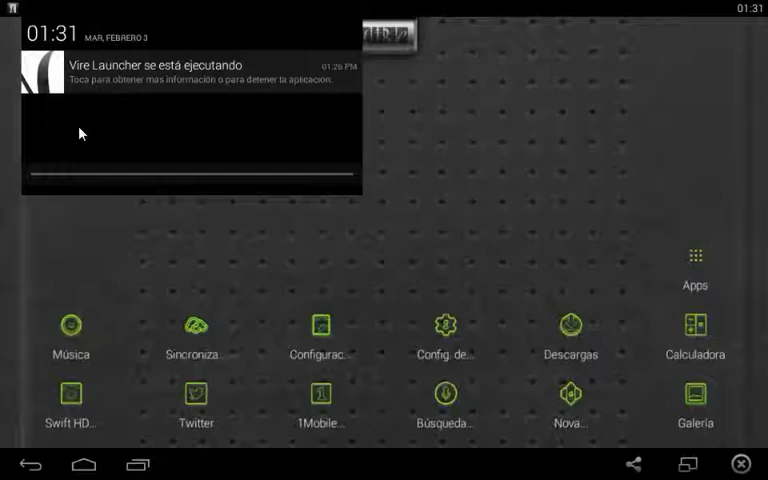 01:31
01:31 MAR, FEBRERO 3
Vire Launcher se está ejecutando 01:26 PM
Toca para obtener más información o para detener la aplicación.
Apps
Música Sincroniza... Configurac... Config. de... Descargas Calculadora
Swift HD... Twitter 1Mobile... Búsqueda... Nova... Galería